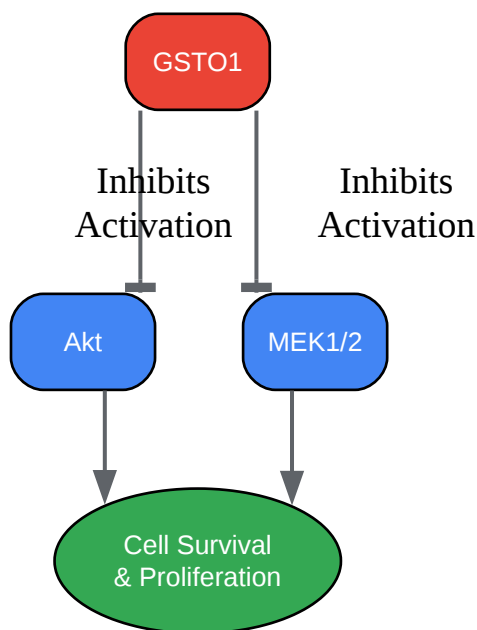 GSTO1
Inhibits
Activation
Inhibits
Activation
Akt
MEK1/2
Cell Survival
& Proliferation